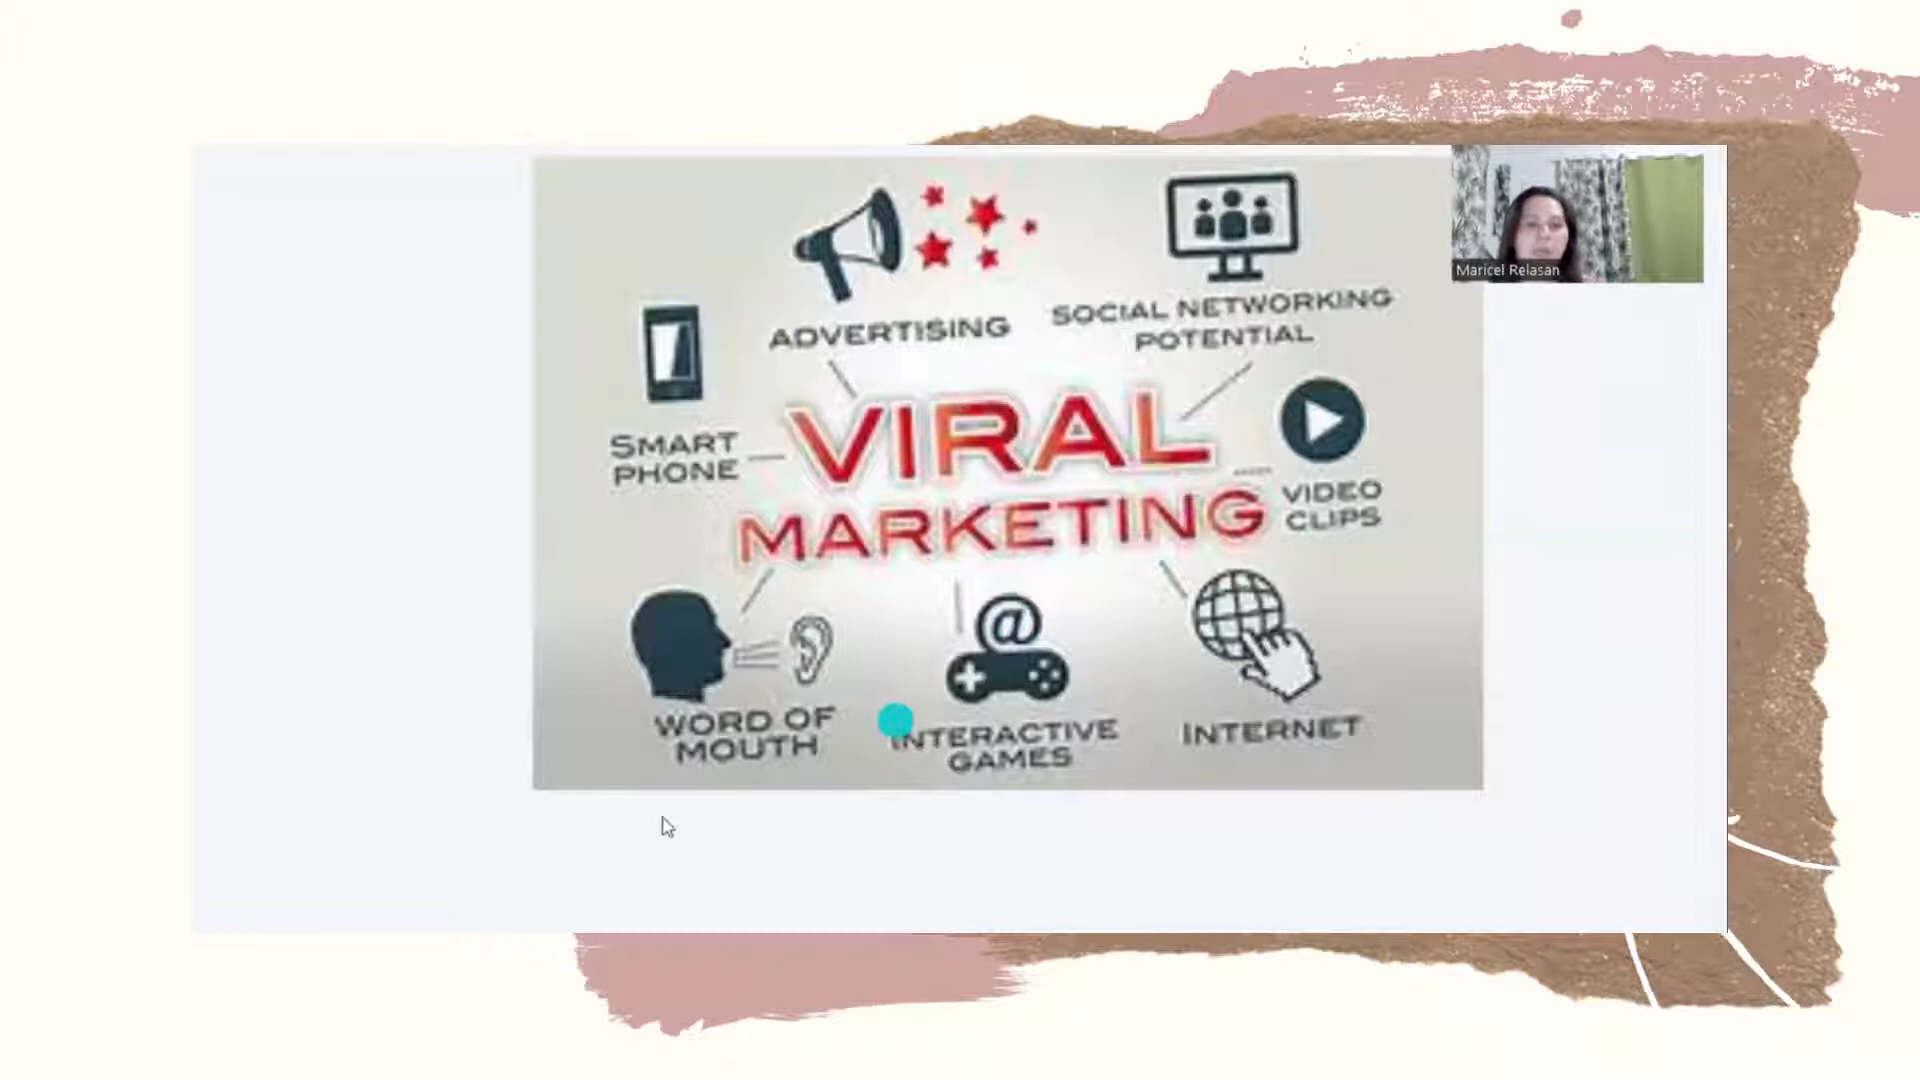 Maricel Relasan
ADVERTISING
SOCIAL NETWORKING
POTENTIAL
SMART
PHONE
VIRAL
MARKETING
VIDEO
CLIPS
WORD OF
MOUTH
INTERACTIVE
GAMES
INTERNET